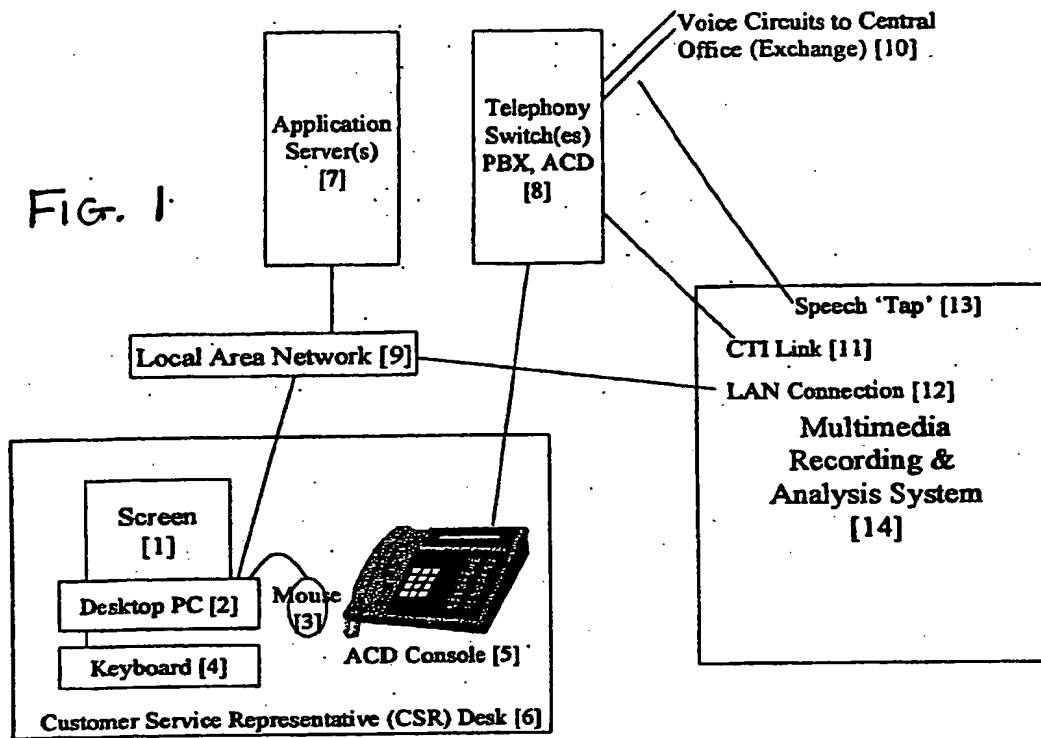 Voice Circuits to Central
Office (Exchange) [10]
Application
Server(s)
[7]
Telephony
Switch(es)
PBX, ACD
[8]
FIG. 1
Speech 'Tap' [13]
CTI Link [11]
Local Area Network [9]
LAN Connection [12]
Multimedia
Recording &
Analysis System
[14]
Screen
[1]
Desktop PC [2]
Mouse
[3]
Keyboard [4]
ACD Console [5]
Customer Service Representative (CSR) Desk [6]